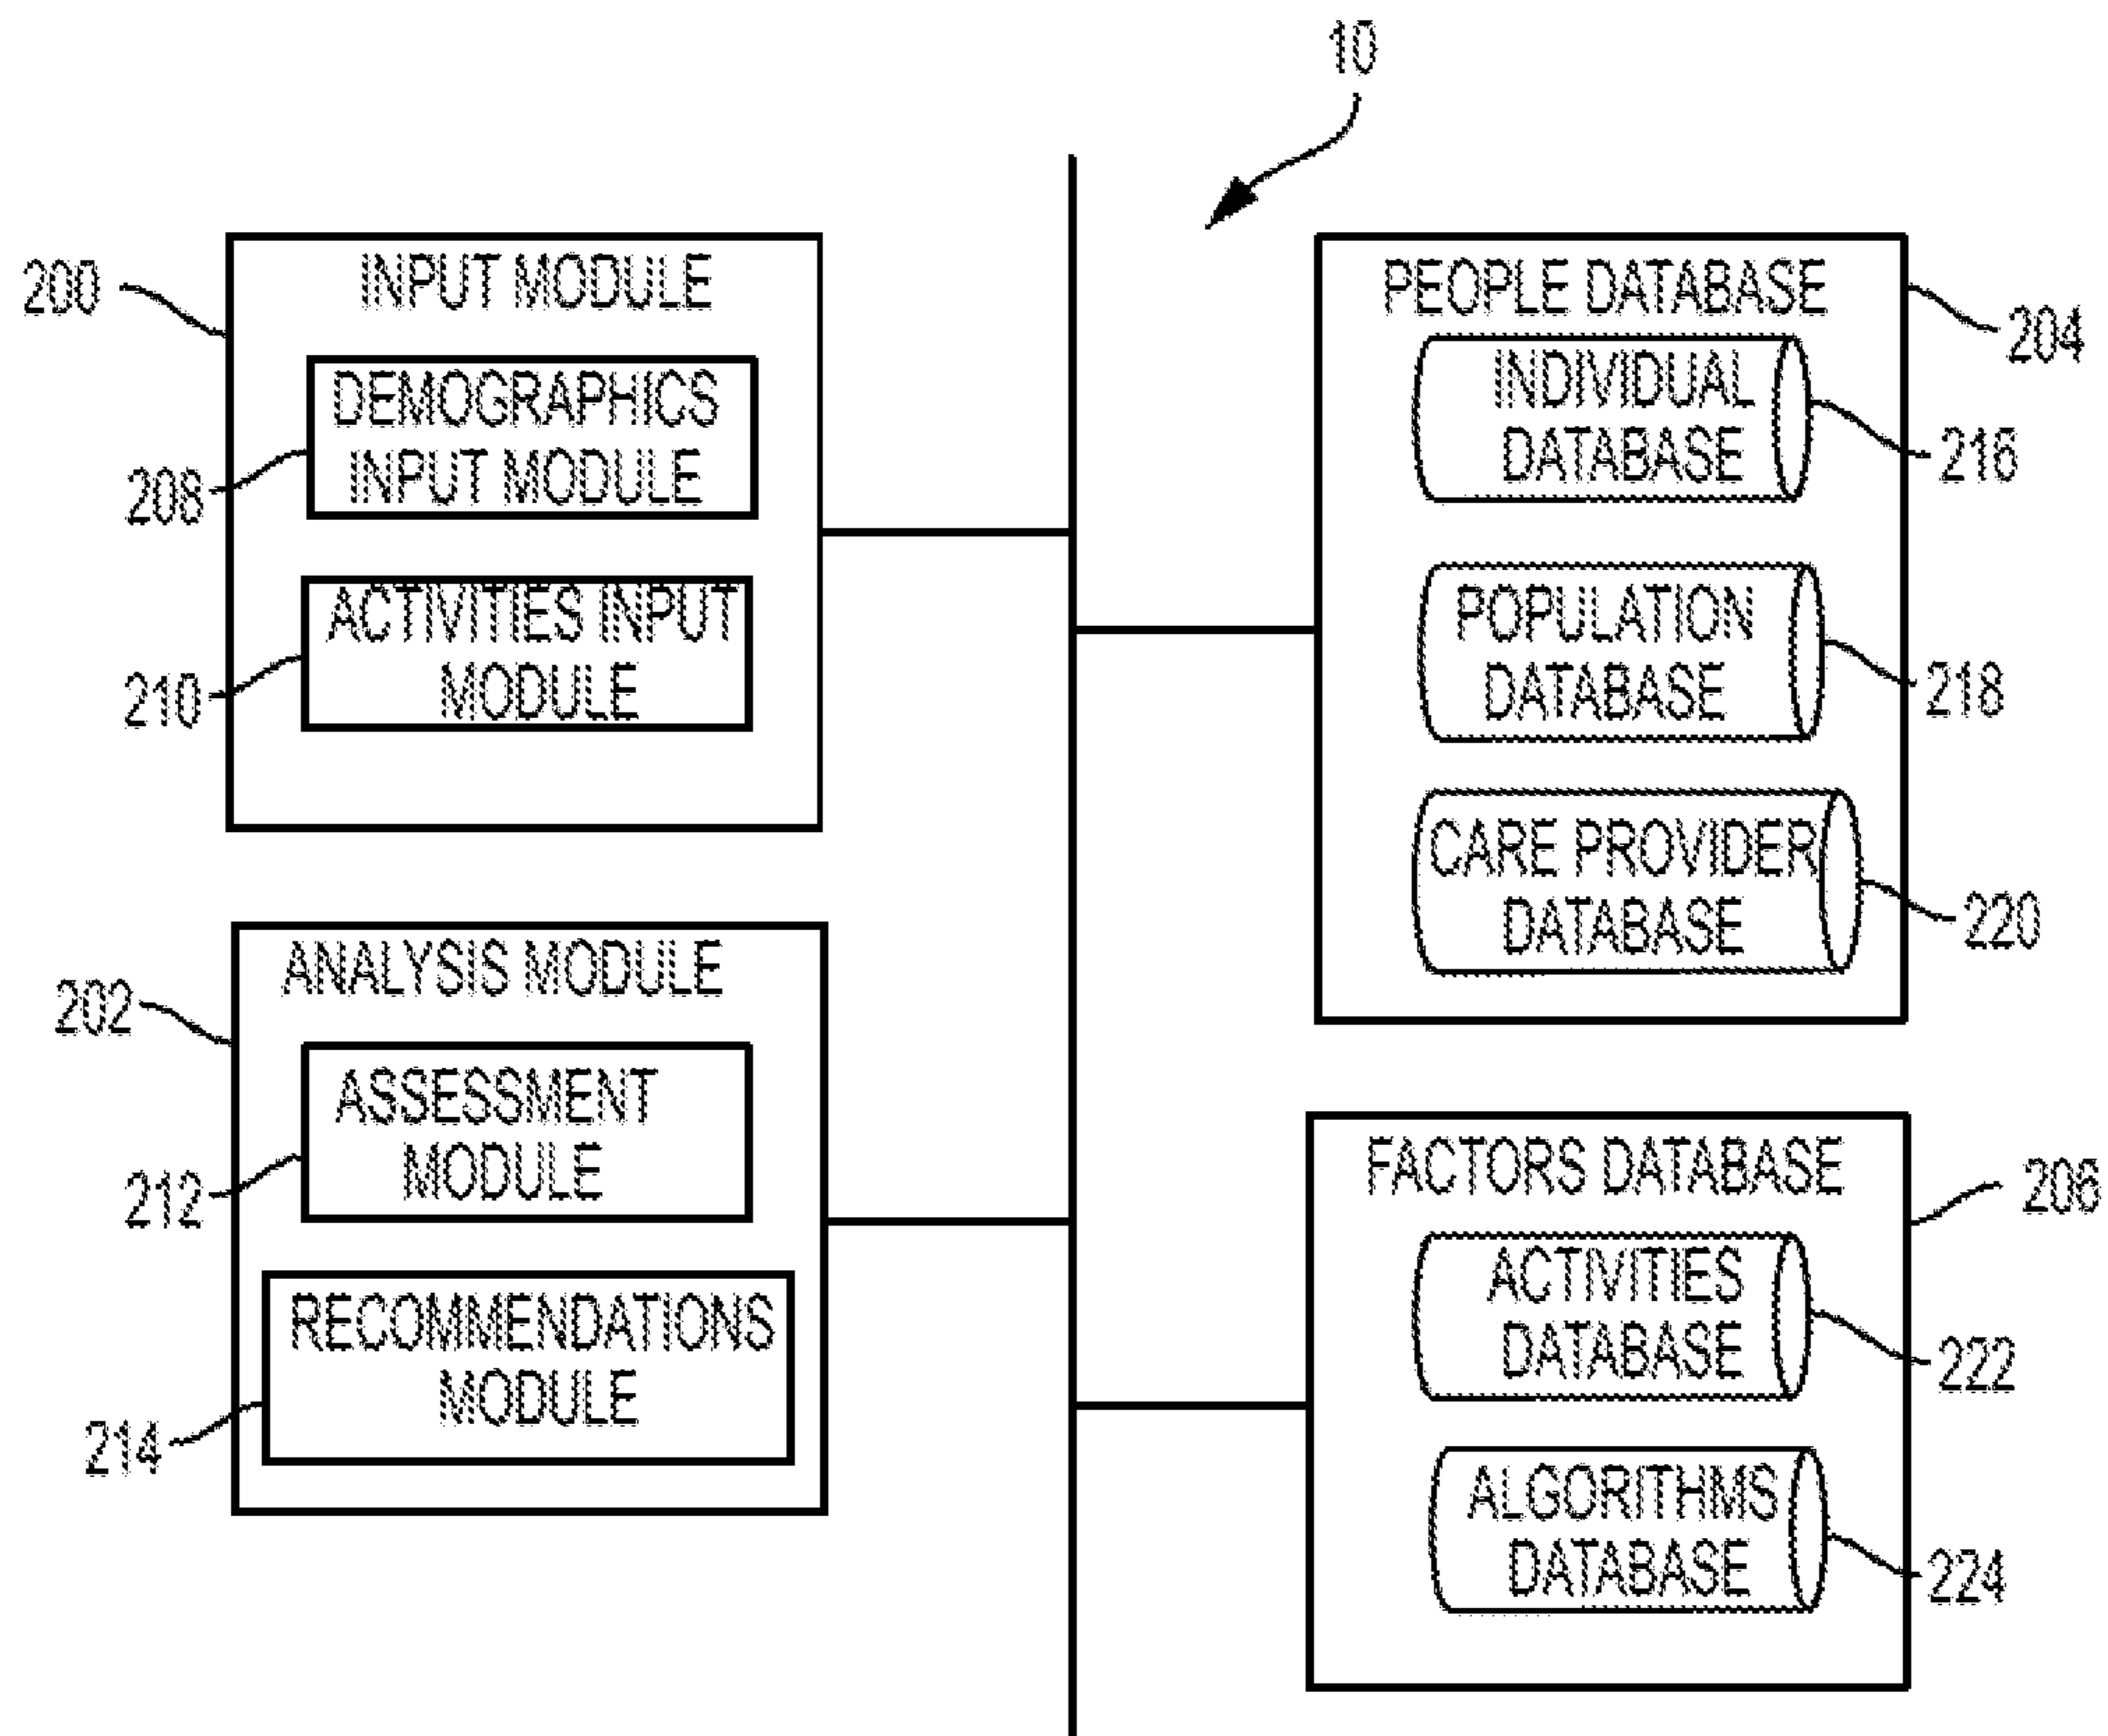 10
200
INPUT MODULE
DEMOGRAPHICS
INPUT MODULE
208
ACTIVITIES INPUT
MODULE
210
202
ANALYSIS MODULE
ASSESSMENT
MODULE
212
RECOMMENDATIONS
MODULE
214
PEOPLE DATABASE
204
INDIVIDUAL
DATABASE
216
POPULATION
DATABASE
218
CARE PROVIDER
DATABASE
220
FACTORS DATABASE
206
ACTIVITIES
DATABASE
222
ALGORITHMS
DATABASE
224